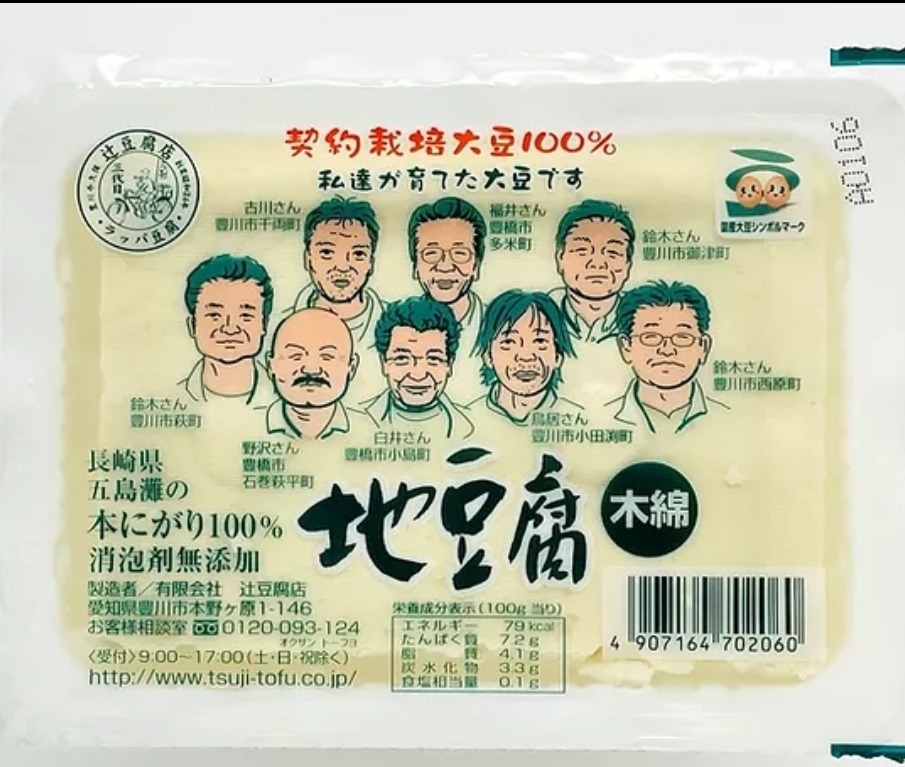 契約栽培大豆100%
私達が育てた大豆です
辻豆腐店
三代目
・ラッパ豆腐・
国産大豆シンボルマーク
古川さん
豊川市千両町
福井さん
豊橋市
多米町
鈴木さん
豊川市御津町
鈴木さん
豊川市萩町
野沢さん
豊橋市
石巻萩平町
白井さん
豊橋市小島町
鳥居さん
豊川市小田渕町
鈴木さん
豊川市西原町
長崎県
五島灘の
本にがり100%
消泡剤無添加
地豆腐
木綿
製造者/有限会社 辻豆腐店
愛知県豊川市本野ヶ原1-146
お客様相談室 0120-093-124
オクサン トーフヨ
〈受付〉9:00〜17:00(土・日・祝除く)
http://www.tsuji-tofu.co.jp/
栄養成分表示(100g 当り)
エネルギー 79kcal
たんぱく質 7.2g
脂質 4.1g
炭水化物 3.3g
食塩相当量 0.1g
4 907164 702060